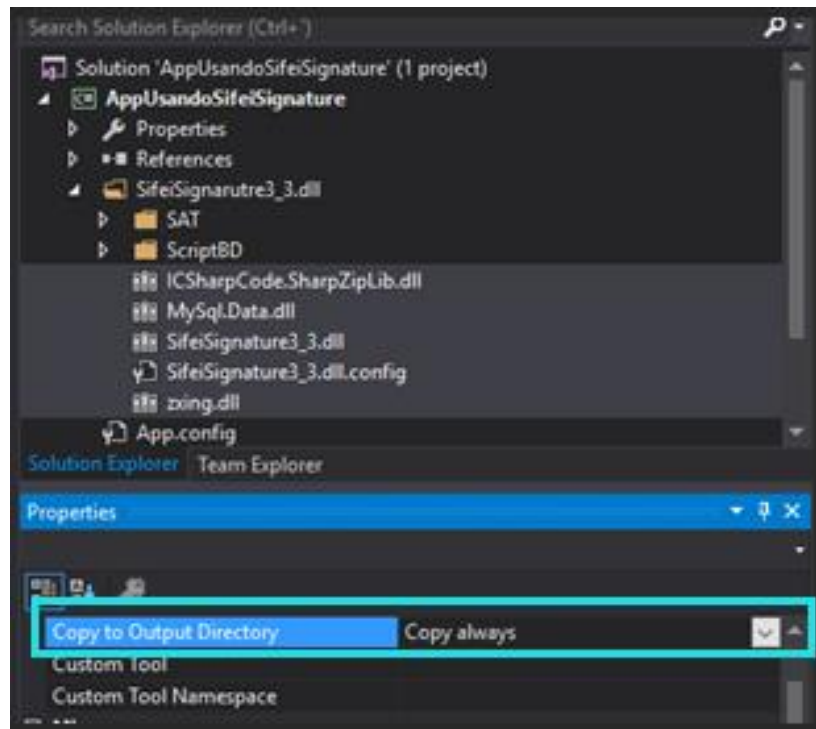 Search Solution Explorer (Ctrl+')
Solution 'AppUsandoSifeiSignature' (1 project)
AppUsandoSifeiSignature
Properties
References
SifeiSignarutre3_3.dll
SAT
ScriptBD
ICSharpCode.SharpZipLib.dll
MySql.Data.dll
SifeiSignature3_3.dll
SifeiSignature3_3.dll.config
zxing.dll
App.config
Solution Explorer Team Explorer
Properties
Copy to Output Directory Copy always
Custom Tool
Custom Tool Namespace